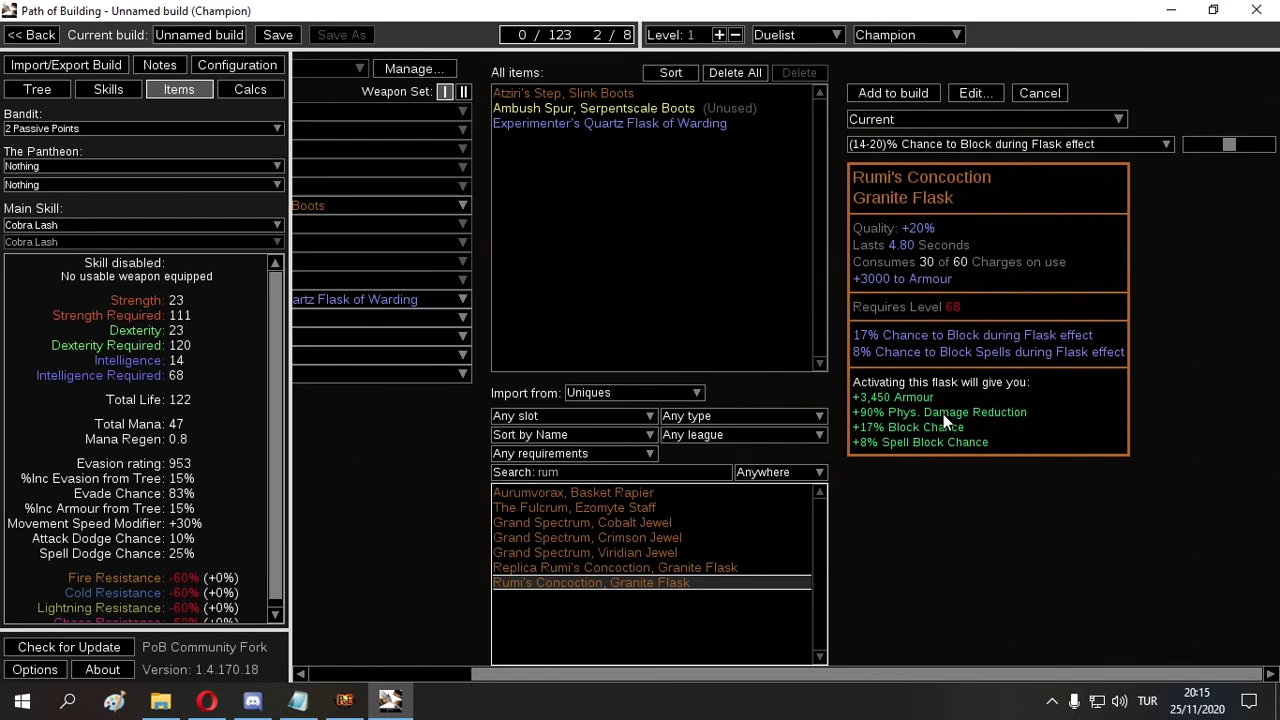 Path of Building - Unnamed build (Champion)
<< Back
Current build:
Unnamed build
Save
Save As
0 / 123    2 / 8
Level: 1
Duelist
Champion
Import/Export Build
Notes
Configuration
Tree
Skills
Items
Calcs
Bandit:
2 Passive Points
The Pantheon:
Nothing
Nothing
Main Skill:
Cobra Lash
Cobra Lash
Skill disabled:
No usable weapon equipped
Strength: 23
Strength Required: 111
Dexterity: 23
Dexterity Required: 120
Intelligence: 14
Intelligence Required: 68
Total Life: 122
Total Mana: 47
Mana Regen: 0.8
Evasion rating: 953
%Inc Evasion from Tree: 15%
Evade Chance: 83%
%Inc Armour from Tree: 15%
Movement Speed Modifier: +30%
Attack Dodge Chance: 10%
Spell Dodge Chance: 25%
Fire Resistance: -60% (+0%)
Cold Resistance: -60% (+0%)
Lightning Resistance: -60% (+0%)
Chaos Resistance: -60% (+0%)
Check for Update
PoB Community Fork
Options
About
Version: 1.4.170.18
Manage...
Weapon Set:
I
II
Boots
artz Flask of Warding
All items:
Sort
Delete All
Delete
Atziri's Step, Slink Boots
Ambush Spur, Serpentscale Boots (Unused)
Experimenter's Quartz Flask of Warding
Import from:
Uniques
Any slot
Any type
Sort by Name
Any league
Any requirements
Search: rum
Anywhere
Aurumvorax, Basket Rapier
The Fulcrum, Ezomyte Staff
Grand Spectrum, Cobalt Jewel
Grand Spectrum, Crimson Jewel
Grand Spectrum, Viridian Jewel
Replica Rumi's Concoction, Granite Flask
Rumi's Concoction, Granite Flask
Add to build
Edit...
Cancel
Current
(14-20)% Chance to Block during Flask effect
Rumi's Concoction
Granite Flask
Quality: +20%
Lasts 4.80 Seconds
Consumes 30 of 60 Charges on use
+3000 to Armour
Requires Level 68
17% Chance to Block during Flask effect
8% Chance to Block Spells during Flask effect
Activating this flask will give you:
+3,450 Armour
+90% Phys. Damage Reduction
+17% Block Chance
+8% Spell Block Chance
TUR
20:15
25/11/2020